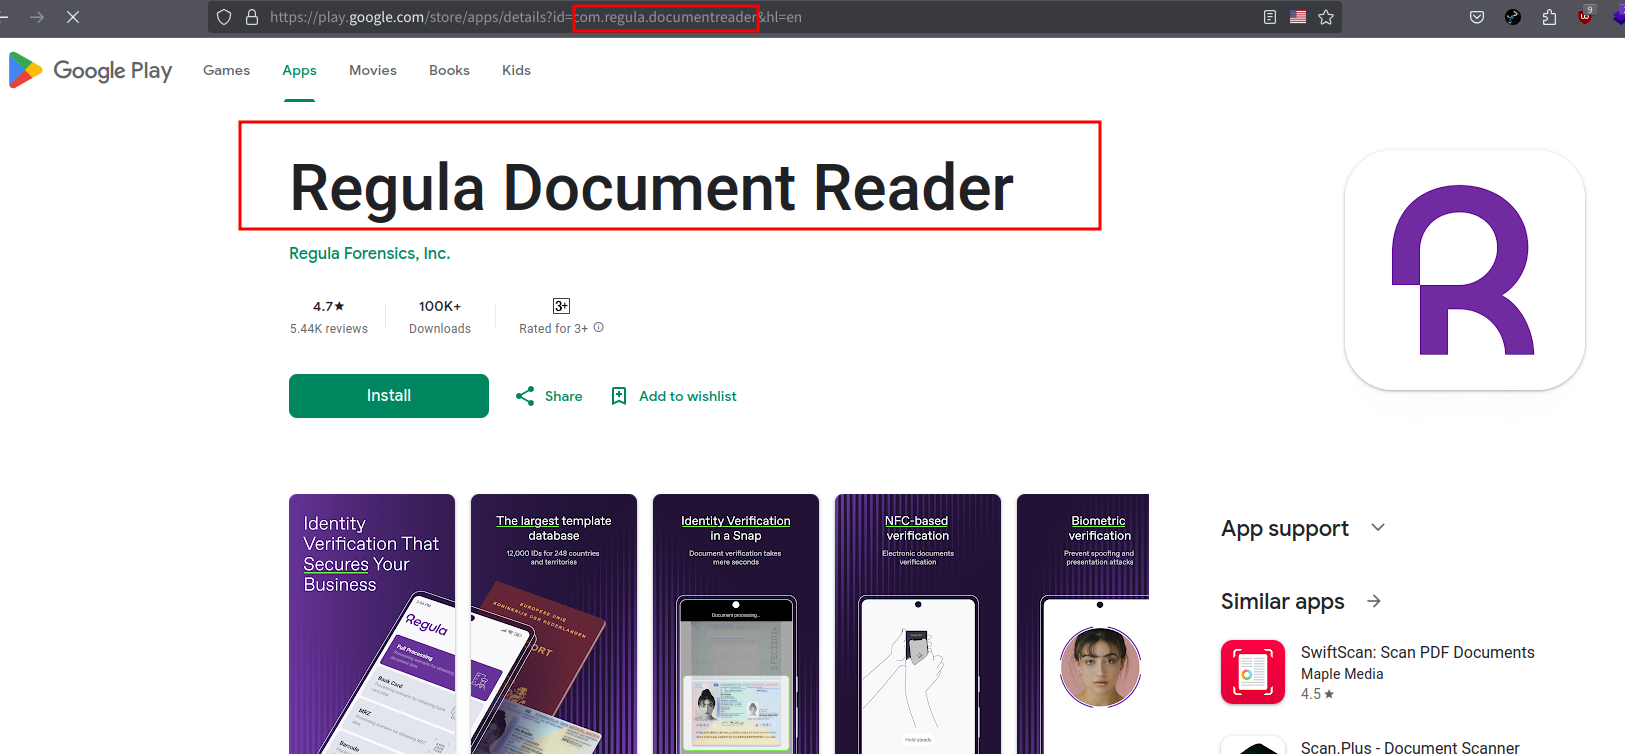 https://play.google.com/store/apps/details?id=com.regula.documentreader&hl=en
9
Google Play
Games
Apps
Movies
Books
Kids
Regula Document Reader
Regula Forensics, Inc.
4.7★
5.44K reviews
100K+
Downloads
3+
Rated for 3+
Install
Share
Add to wishlist
Identity
Verification That
Secures Your
Business
Regula
Full Processing
Bank Card
MRZ
Barcode
The largest template
database
12,000 IDs for 248 countries
and territories
EUROPESE UNIE
KONINKRIJK DER NEDERLANDEN
Identity Verification
in a Snap
Document verification takes
mere seconds
Document processing...
NFC-based
verification
Electronic documents
verification
Hold steady
Biometric
verification
Prevent spoofing and
presentation attacks
App support
Similar apps
SwiftScan: Scan PDF Documents
Maple Media
4.5★
Scan.Plus - Document Scanner